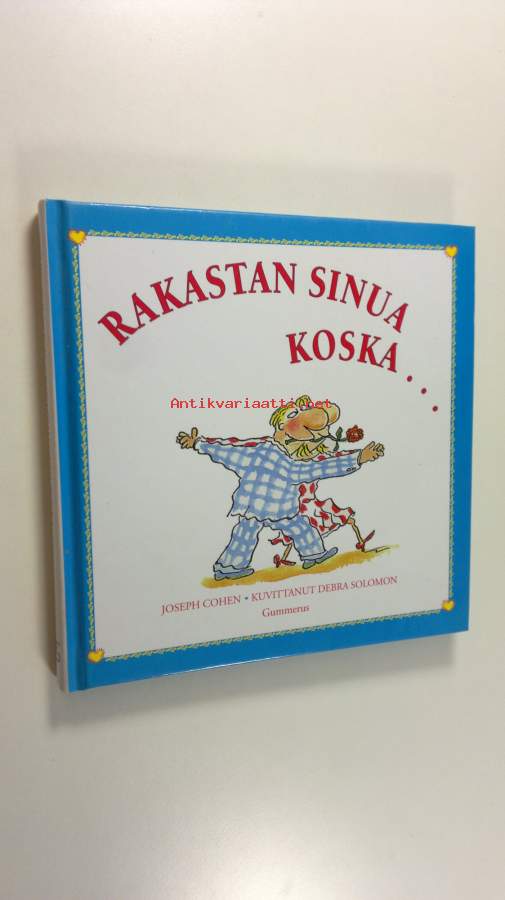 RAKASTAN SINUA
KOSKA...
Antikvariaatti.net
JOSEPH COHEN • KUVITTANUT DEBRA SOLOMON
Gummerus